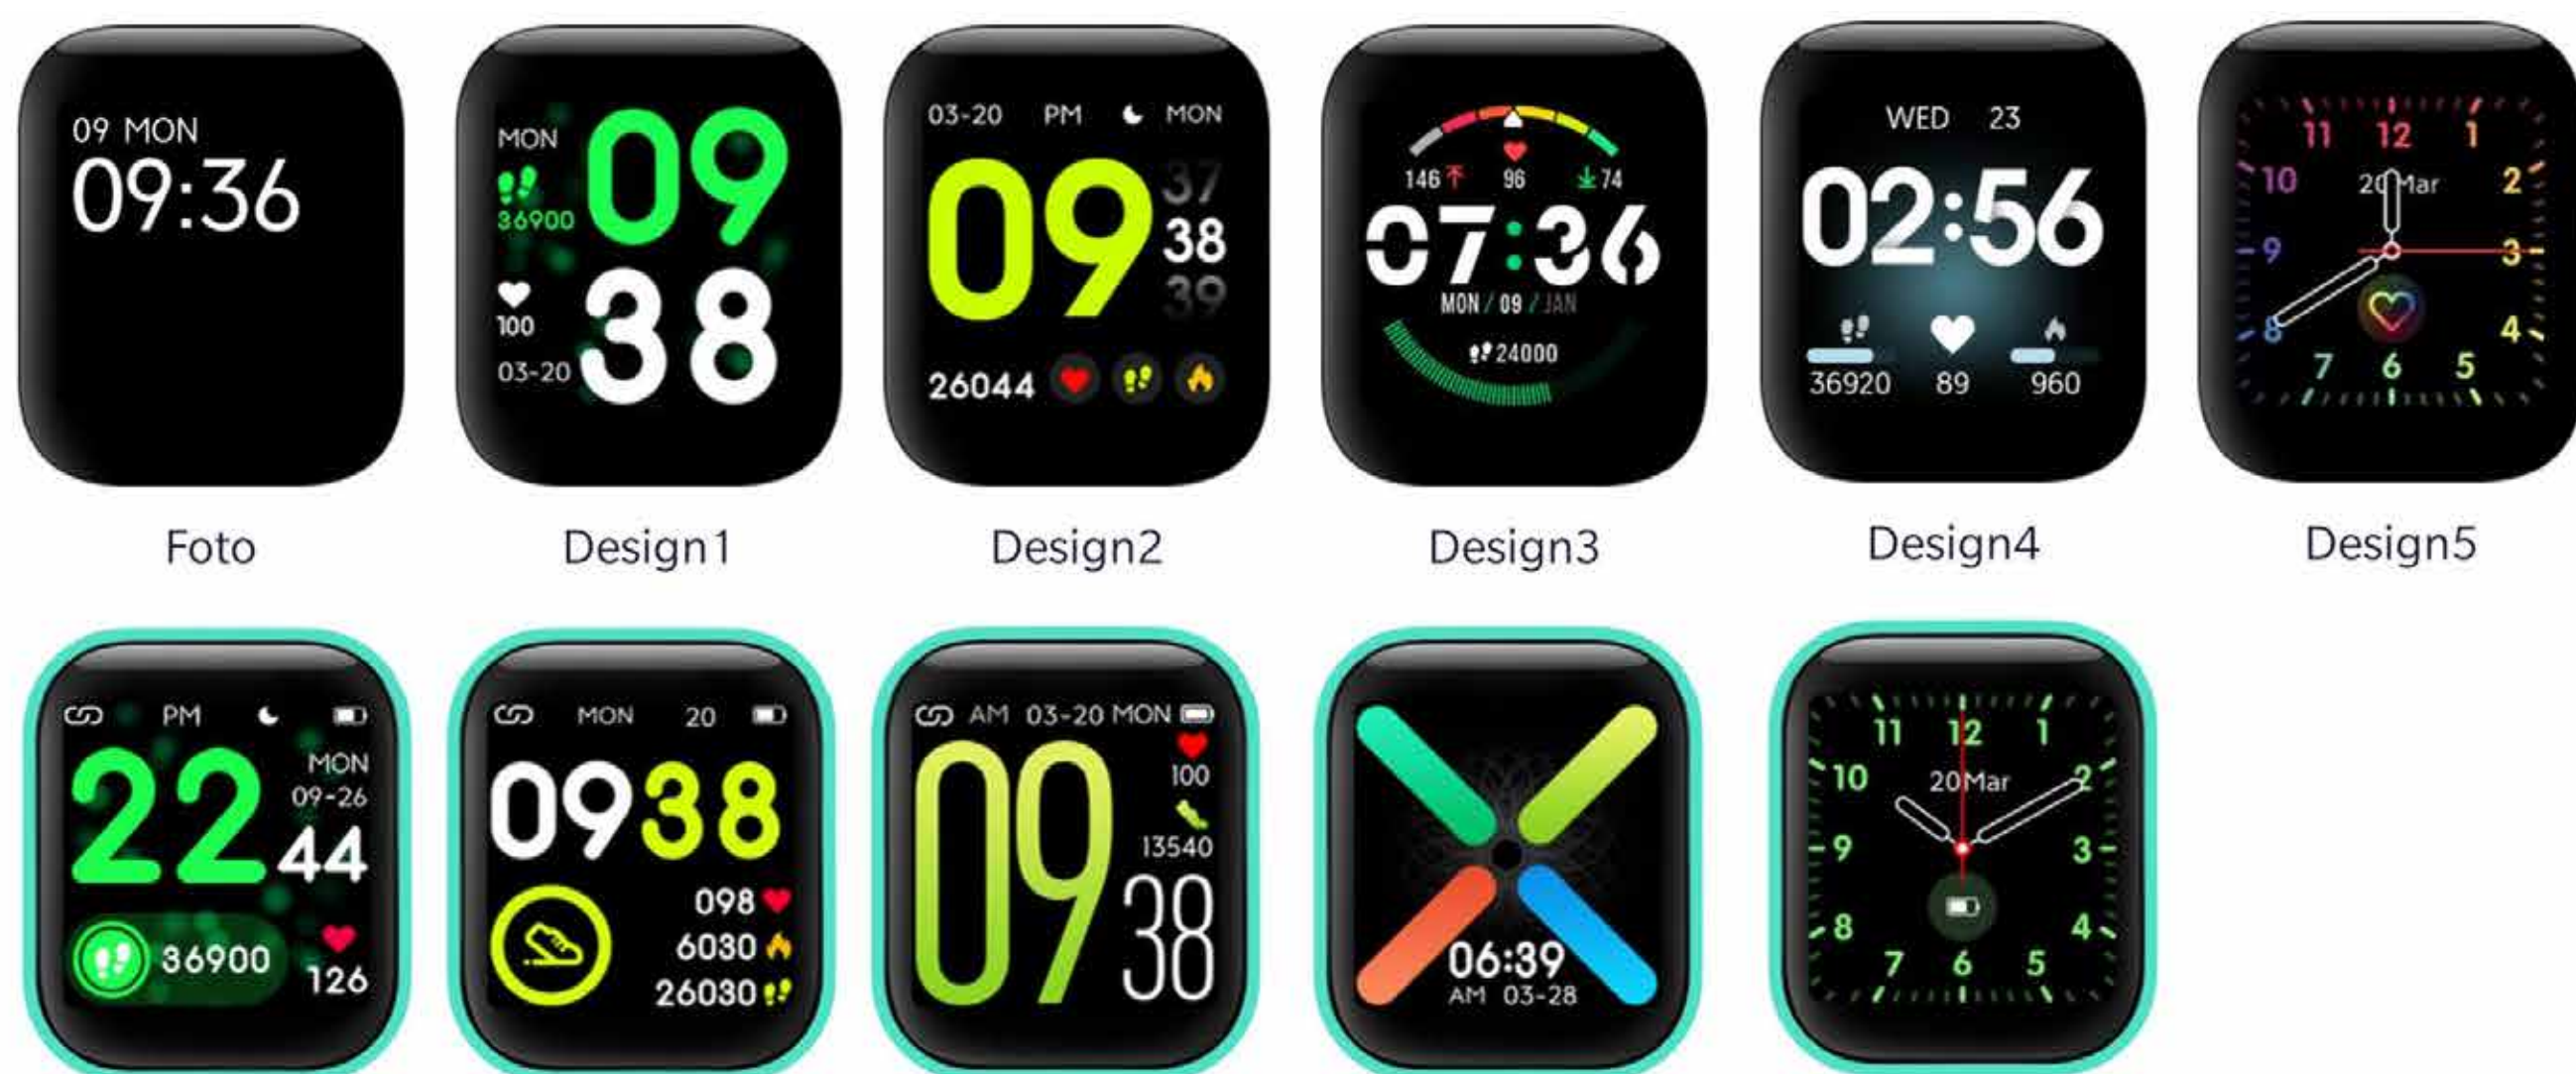 09 MON
09:36
MON
09
36900
38
100
03-20
03-20 PM MON
09
37
38
39
26044
146 96 74
07:36
MON / 09 / JAN
24000
WED 23
02:56
36920 89 960
11 12 1
10 20 Mar 2
9 3
8 4
7 6 5
Foto
Design1
Design2
Design3
Design4
Design5
PM
22
MON
09-26
44
36900
126
MON 20
0938
098
6030
26030
AM 03-20 MON
09
100
13540
38
06:39
AM 03-28
11 12 1
10 20 Mar 2
9 3
8 4
7 6 5